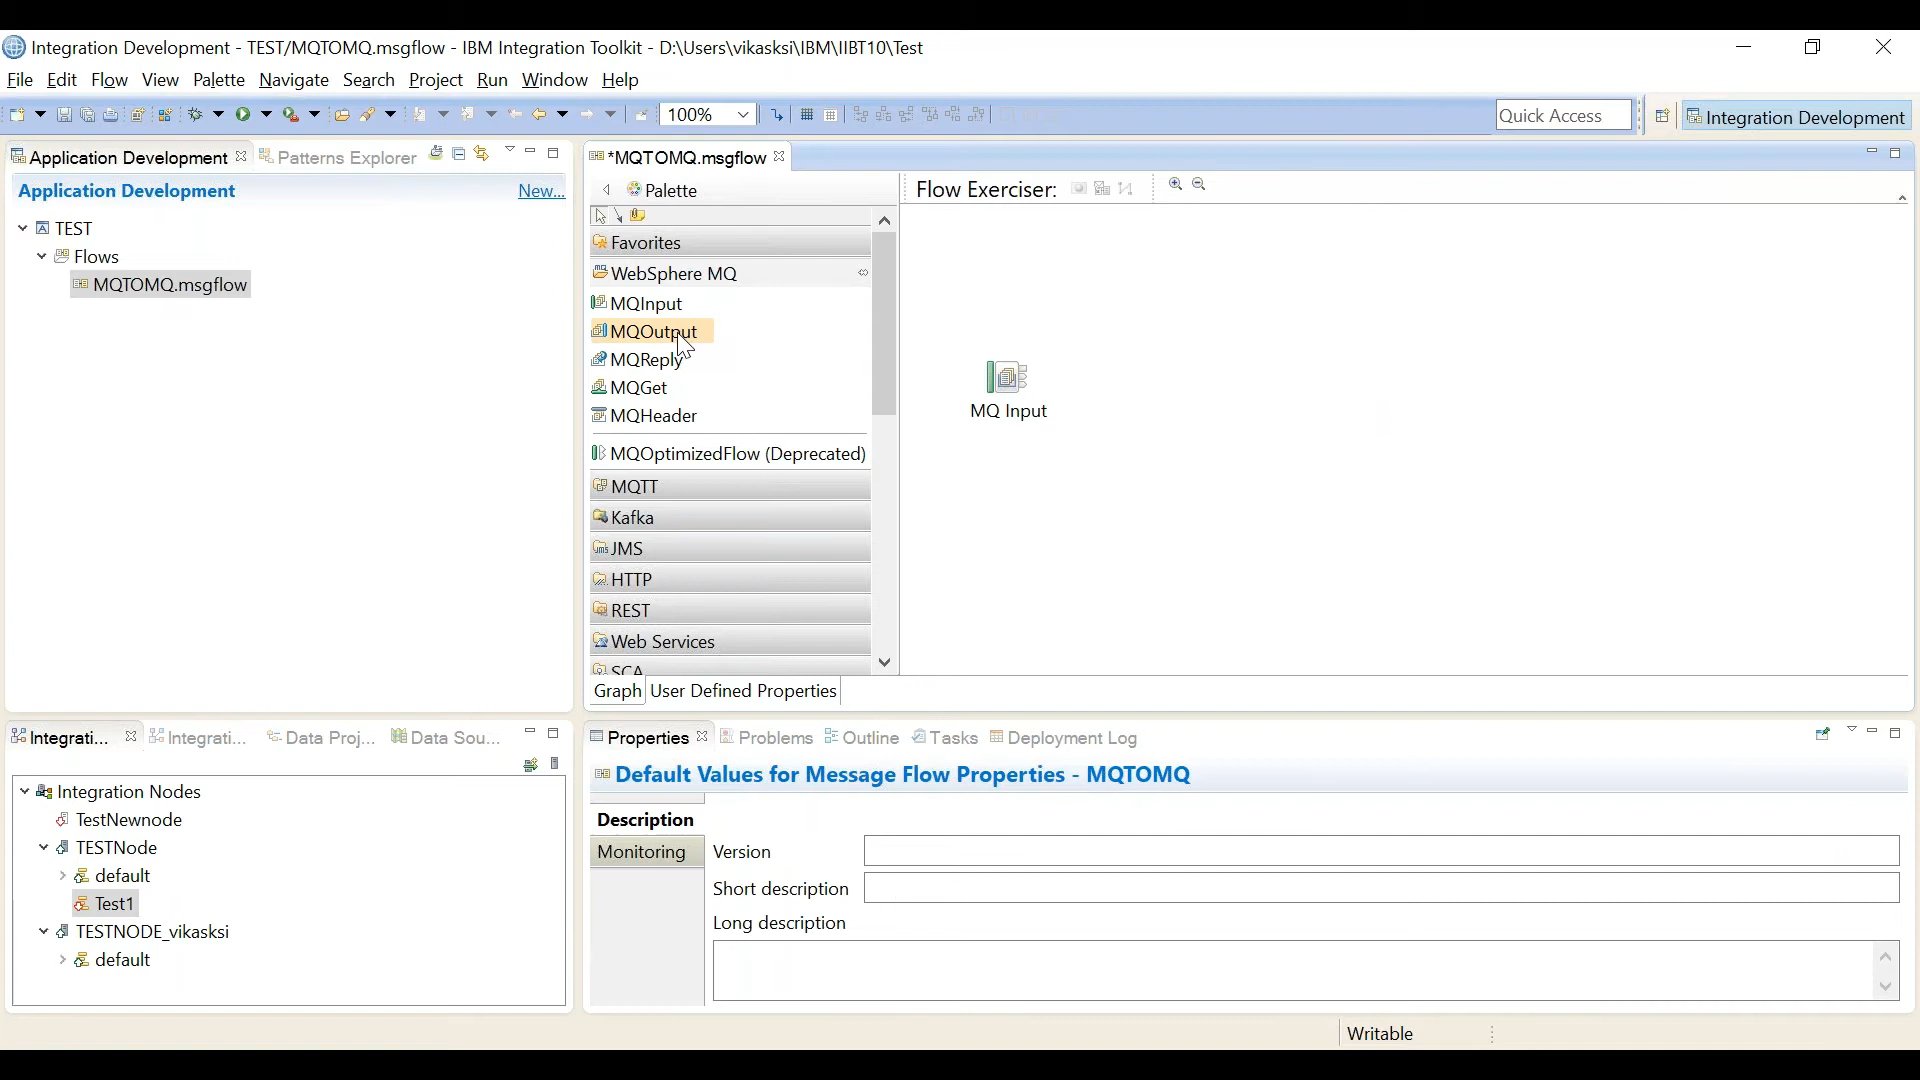 Integration Development - TEST/MQTOMQ.msgflow - IBM Integration Toolkit - D:\Users\vikasksi\IBM\IIBT10\Test
File Edit Flow View Palette Navigate Search Project Run Window Help
100%
Quick Access
Integration Development
Application Development
Patterns Explorer
Application Development
New...
TEST
Flows
MQTOMQ.msgflow
*MQTOMQ.msgflow
Palette
Flow Exerciser:
Favorites
WebSphere MQ
MQInput
MQOutput
MQReply
MQGet
MQHeader
MQOptimizedFlow (Deprecated)
MQTT
Kafka
JMS
HTTP
REST
Web Services
SCA
MQ Input
Graph
User Defined Properties
Integrati...
Integrati...
Data Proj...
Data Sou...
Integration Nodes
TestNewnode
TESTNode
default
Test1
TESTNODE_vikasksi
default
Properties
Problems
Outline
Tasks
Deployment Log
Default Values for Message Flow Properties - MQTOMQ
Description
Monitoring
Version
Short description
Long description
Writable